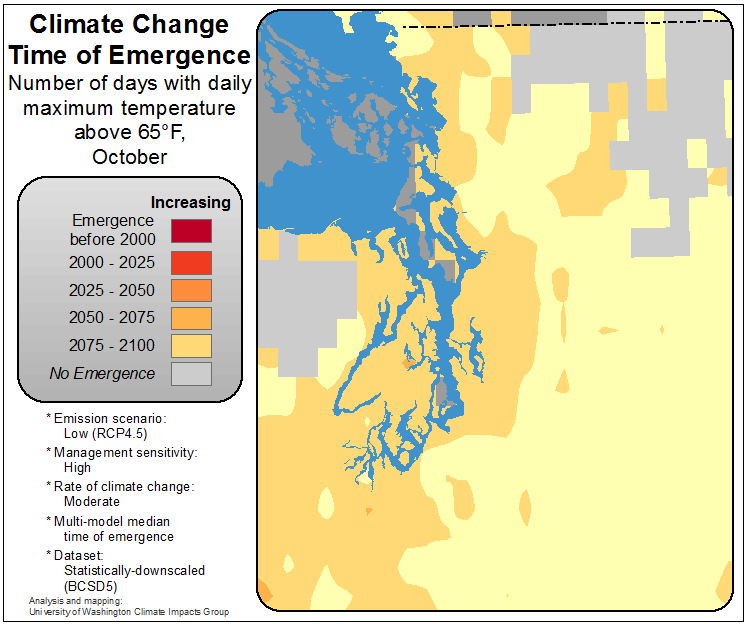 Climate Change
Time of Emergence
Number of days with daily
maximum temperature
above 65°F,
October
Increasing
Emergence
before 2000
2000 - 2025
2025 - 2050
2050 - 2075
2075 - 2100
No Emergence
* Emission scenario:
Low (RCP4.5)
* Management sensitivity:
High
* Rate of climate change:
Moderate
* Multi-model median
time of emergence
* Dataset:
Statistically-downscaled
(BCSD5)
Analysis and mapping:
University of Washington Climate Impacts Group